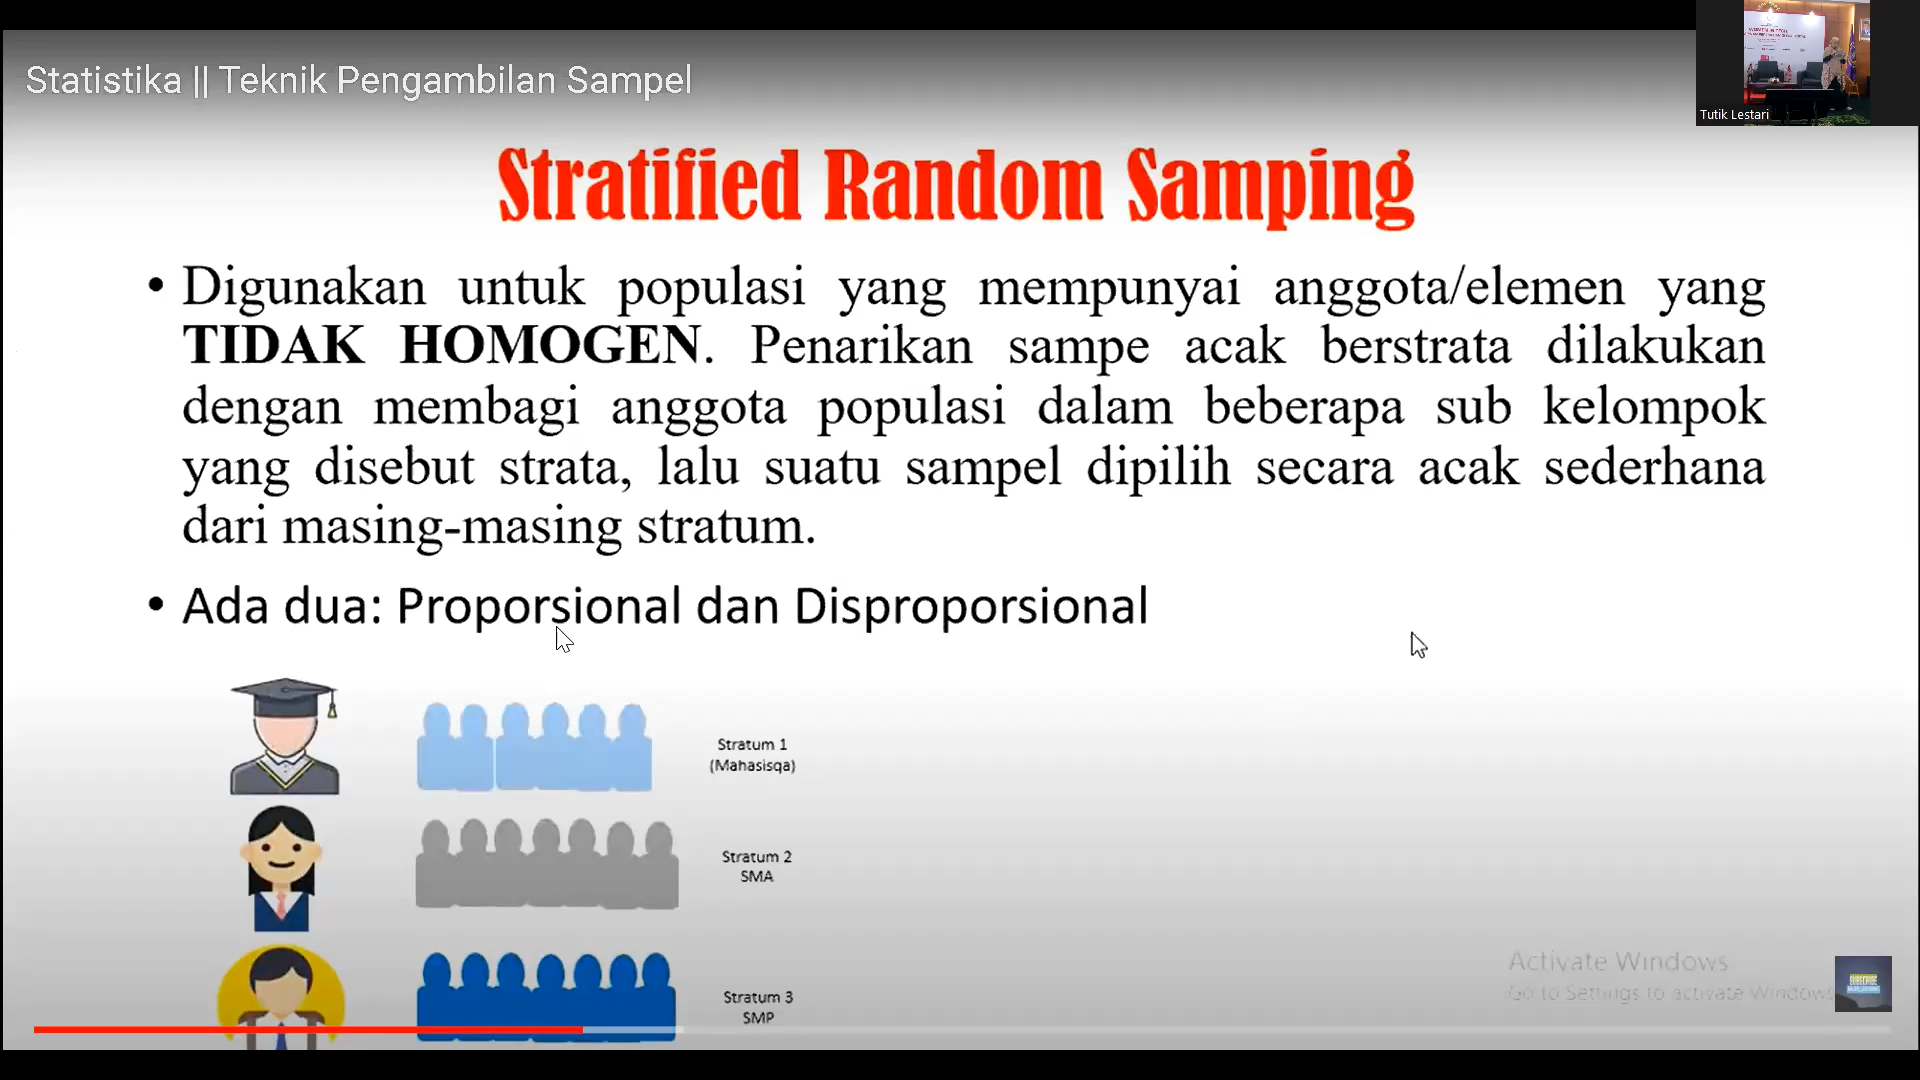 Statistika || Teknik Pengambilan Sampel
Tutik Lestari
Stratified Random Samping
• Digunakan untuk populasi yang mempunyai anggota/elemen yang
TIDAK HOMOGEN. Penarikan sampe acak berstrata dilakukan
dengan membagi anggota populasi dalam beberapa sub kelompok
yang disebut strata, lalu suatu sampel dipilih secara acak sederhana
dari masing-masing stratum.
• Ada dua: Proporsional dan Disproporsional
Stratum 1
(Mahasisqa)
Stratum 2
SMA
Stratum 3
SMP
Activate Windows
Go to Settings to activate Windows